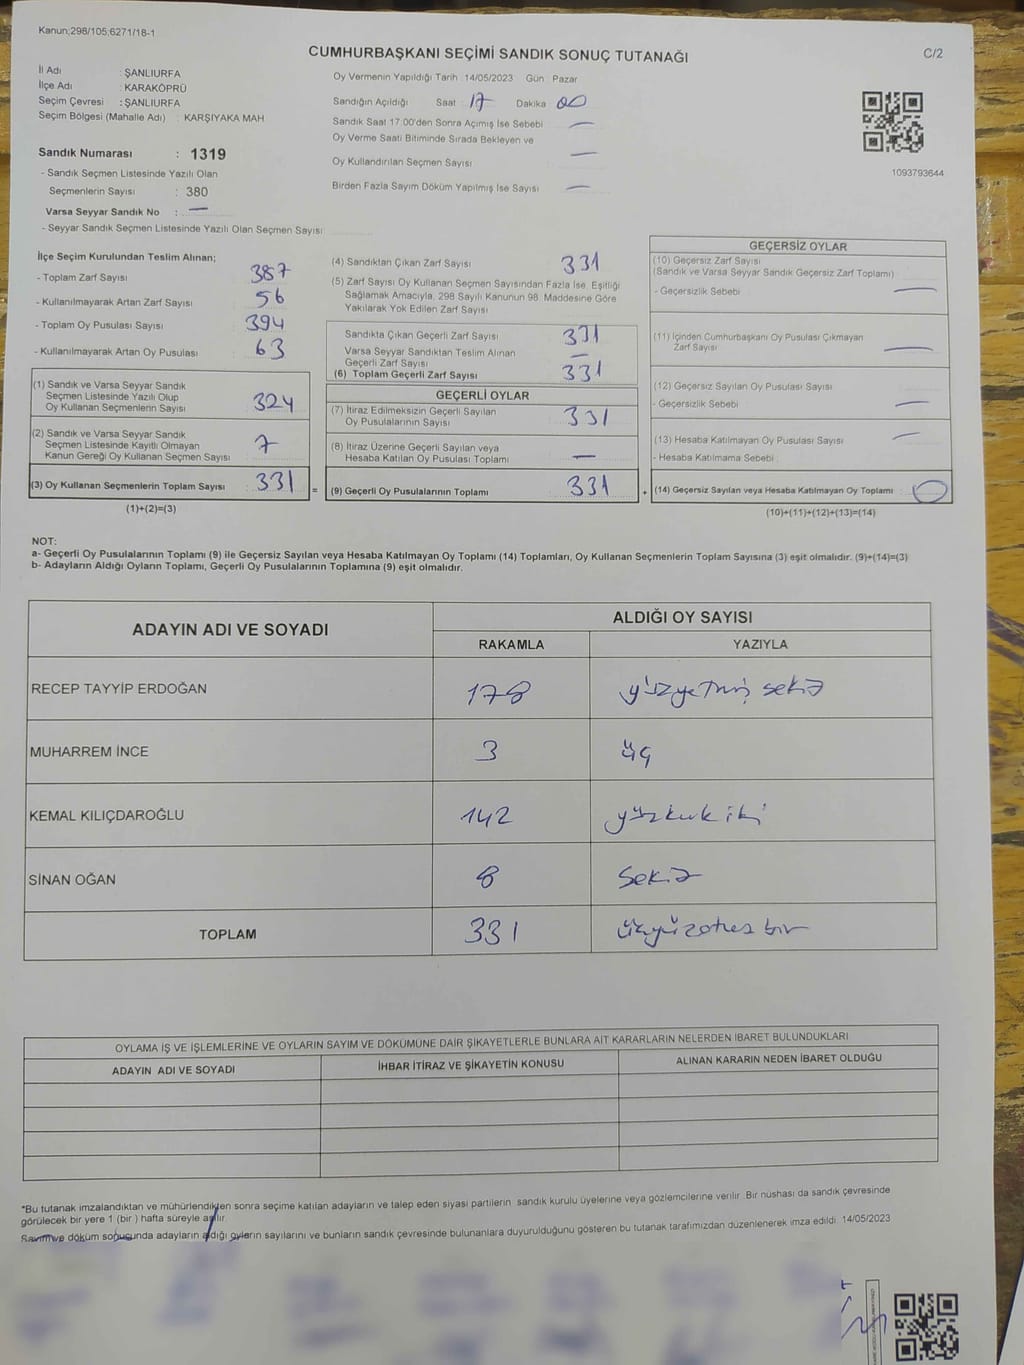 Kanun;298/105;6271/18-1
CUMHURBAŞKANI SEÇİMİ SANDIK SONUÇ TUTANAĞI
C/2
İl Adı : ŞANLIURFA
İlçe Adı : KARAKÖPRÜ
Seçim Çevresi : ŞANLIURFA
Seçim Bölgesi (Mahalle Adı) : KARŞIYAKA MAH
Sandık Numarası : 1319
- Sandık Seçmen Listesinde Yazılı Olan
Seçmenlerin Sayısı : 380
Varsa Seyyar Sandık No : —
- Seyyar Sandık Seçmen Listesinde Yazılı Olan Seçmen Sayısı :
Oy Vermenin Yapıldığı Tarih 14/05/2023 Gün Pazar
Sandığın Açıldığı Saat 17 Dakika 00
Sandık Saat 17:00'den Sonra Açımış İse Sebebi —
Oy Verme Saati Bitiminde Sırada Bekleyen ve
Oy Kullandırılan Seçmen Sayısı —
Birden Fazla Sayım Döküm Yapılmış İse Sayısı —
1093793644
İlçe Seçim Kurulundan Teslim Alınan;
- Toplam Zarf Sayısı 387
- Kullanılmayarak Artan Zarf Sayısı 56
- Toplam Oy Pusulası Sayısı 394
- Kullanılmayarak Artan Oy Pusulası 63
(1) Sandık ve Varsa Seyyar Sandık
Seçmen Listesinde Yazılı Olup
Oy Kullanan Seçmenlerin Sayısı 324
(2) Sandık ve Varsa Seyyar Sandık
Seçmen Listesinde Kayıtlı Olmayan
Kanun Gereği Oy Kullanan Seçmen Sayısı 7
(3) Oy Kullanan Seçmenlerin Toplam Sayısı : 331 =
(1)+(2)=(3)
(4) Sandıktan Çıkan Zarf Sayısı 331
(5) Zarf Sayısı Oy Kullanan Seçmen Sayısından Fazla İse, Eşitliği
Sağlamak Amacıyla, 298 Sayılı Kanunun 98. Maddesine Göre
Yakılarak Yok Edilen Zarf Sayısı
Sandıkta Çıkan Geçerli Zarf Sayısı 331
Varsa Seyyar Sandıktan Teslim Alınan
Geçerli Zarf Sayısı —
(6) Toplam Geçerli Zarf Sayısı 331
GEÇERLİ OYLAR
(7) İtiraz Edilmeksizin Geçerli Sayılan
Oy Pusulalarının Sayısı 331
(8) İtiraz Üzerine Geçerli Sayılan veya
Hesaba Katılan Oy Pusulası Toplamı —
(9) Geçerli Oy Pusulalarının Toplamı 331 +
GEÇERSİZ OYLAR
(10) Geçersiz Zarf Sayısı
(Sandık ve Varsa Seyyar Sandık Geçersiz Zarf Toplamı)
- Geçersizlik Sebebi —
(11) İçinden Cumhurbaşkanı Oy Pusulası Çıkmayan
Zarf Sayısı —
(12) Geçersiz Sayılan Oy Pusulası Sayısı
- Geçersizlik Sebebi —
(13) Hesaba Katılmayan Oy Pusulası Sayısı —
- Hesaba Katılmama Sebebi
(14) Geçersiz Sayılan veya Hesaba Katılmayan Oy Toplamı : 0
(10)+(11)+(12)+(13)=(14)
NOT:
a- Geçerli Oy Pusulalarının Toplamı (9) ile Geçersiz Sayılan veya Hesaba Katılmayan Oy Toplamı (14) Toplamları, Oy Kullanan Seçmenlerin Toplam Sayısına (3) eşit olmalıdır. (9)+(14)=(3)
b- Adayların Aldığı Oyların Toplamı, Geçerli Oy Pusulalarının Toplamına (9) eşit olmalıdır.
ADAYIN ADI VE SOYADI
ALDIĞI OY SAYISI
RAKAMLA YAZIYLA
RECEP TAYYİP ERDOĞAN 178 yüzyetmiş sekiz
MUHARREM İNCE 3 üç
KEMAL KILIÇDAROĞLU 142 yüzkırk iki
SİNAN OĞAN 8 Sekiz
TOPLAM 331 üçyüzotuz bir
OYLAMA İŞ VE İŞLEMLERİNE VE OYLARIN SAYIM VE DÖKÜMÜNE DAİR ŞİKAYETLERLE BUNLARA AİT KARARLARIN NELERDEN İBARET BULUNDUKLARI
ADAYIN ADI VE SOYADI İHBAR İTİRAZ VE ŞİKAYETİN KONUSU ALINAN KARARIN NEDEN İBARET OLDUĞU
*Bu tutanak imzalandıktan ve mühürlendikten sonra seçime katılan adayların ve talep eden siyasi partilerin sandık kurulu üyelerine veya gözlemcilerine verilir. Bir nüshası da sandık çevresinde
görülecek bir yere 1 (bir ) hafta süreyle asılır.
Sayım ve döküm sonucunda adayların aldığı oyların sayılarını ve bunların sandık çevresinde bulunanlara duyurulduğunu gösteren bu tutanak tarafımızdan düzenlenerek imza edildi. 14/05/2023